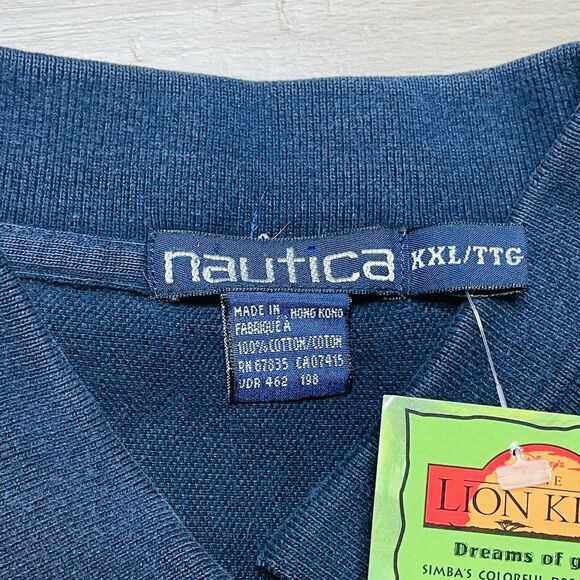 nautica
XXL/TTG
MADE IN HONG KONG
FABRIQUÉ À
100% COTTON/COTON
RN 67835 CA07415
VDR 462 198
LION
Dreams of
SIMBA'S COLORFUL